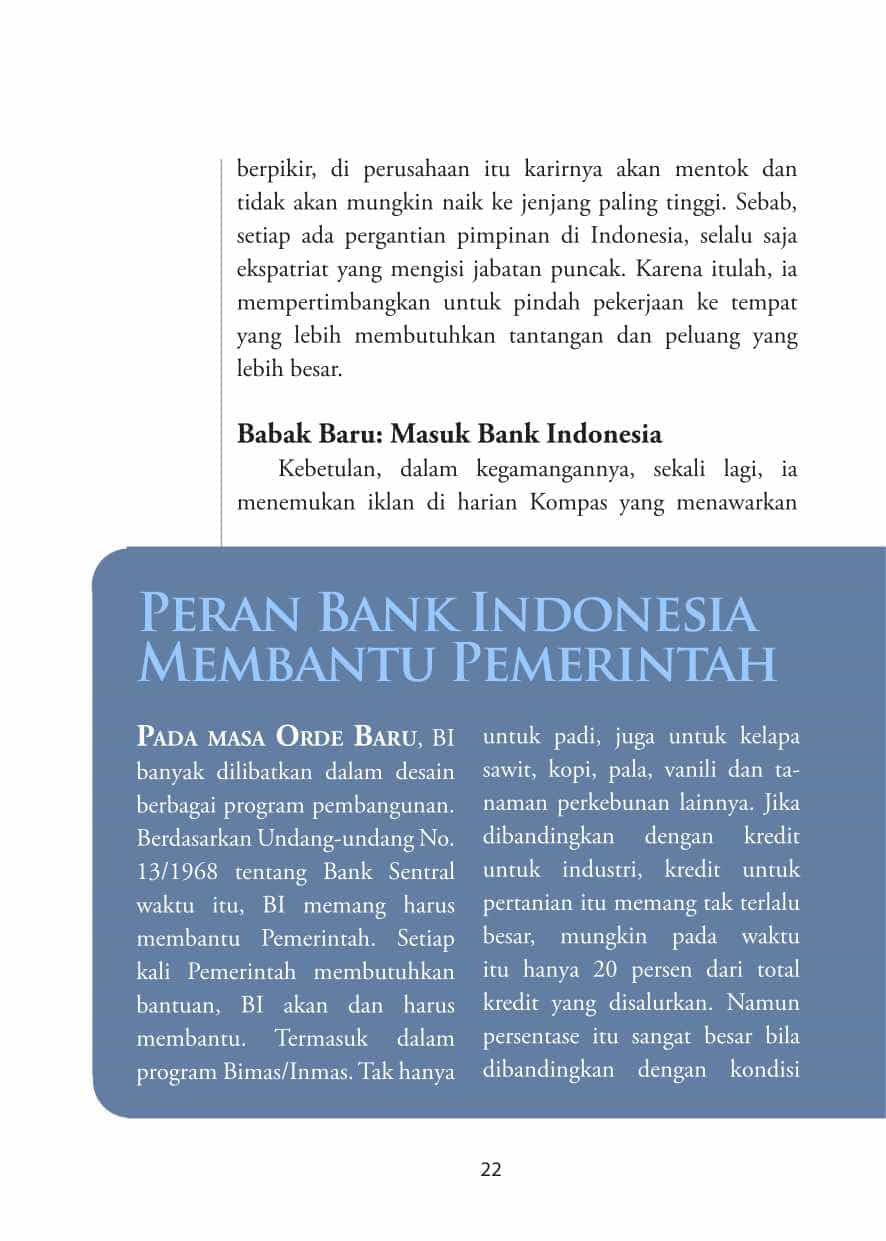 berpikir, di perusahaan itu karirnya akan mentok dan
tidak akan mungkin naik ke jenjang paling tinggi. Sebab,
setiap ada pergantian pimpinan di Indonesia, selalu saja
ekspatriat yang mengisi jabatan puncak. Karena itulah, ia
mempertimbangkan untuk pindah pekerjaan ke tempat
yang lebih membutuhkan tantangan dan peluang yang
lebih besar.
Babak Baru: Masuk Bank Indonesia
Kebetulan, dalam kegamangannya, sekali lagi, ia
menemukan iklan di harian Kompas yang menawarkan
PERAN BANK INDONESIA
MEMBANTU PEMERINTAH
PADA MASA ORDE BARU, BI
banyak dilibatkan dalam desain
berbagai program pembangunan.
Berdasarkan Undang-undang No.
13/1968 tentang Bank Sentral
waktu itu, BI memang harus
membantu Pemerintah. Setiap
kali Pemerintah membutuhkan
bantuan, BI akan dan harus
membantu. Termasuk dalam
program Bimas/Inmas. Tak hanya
untuk padi, juga untuk kelapa
sawit, kopi, pala, vanili dan ta-
naman perkebunan lainnya. Jika
dibandingkan dengan kredit
untuk industri, kredit untuk
pertanian itu memang tak terlalu
besar, mungkin pada waktu
itu hanya 20 persen dari total
kredit yang disalurkan. Namun
persentase itu sangat besar bila
dibandingkan dengan kondisi
22